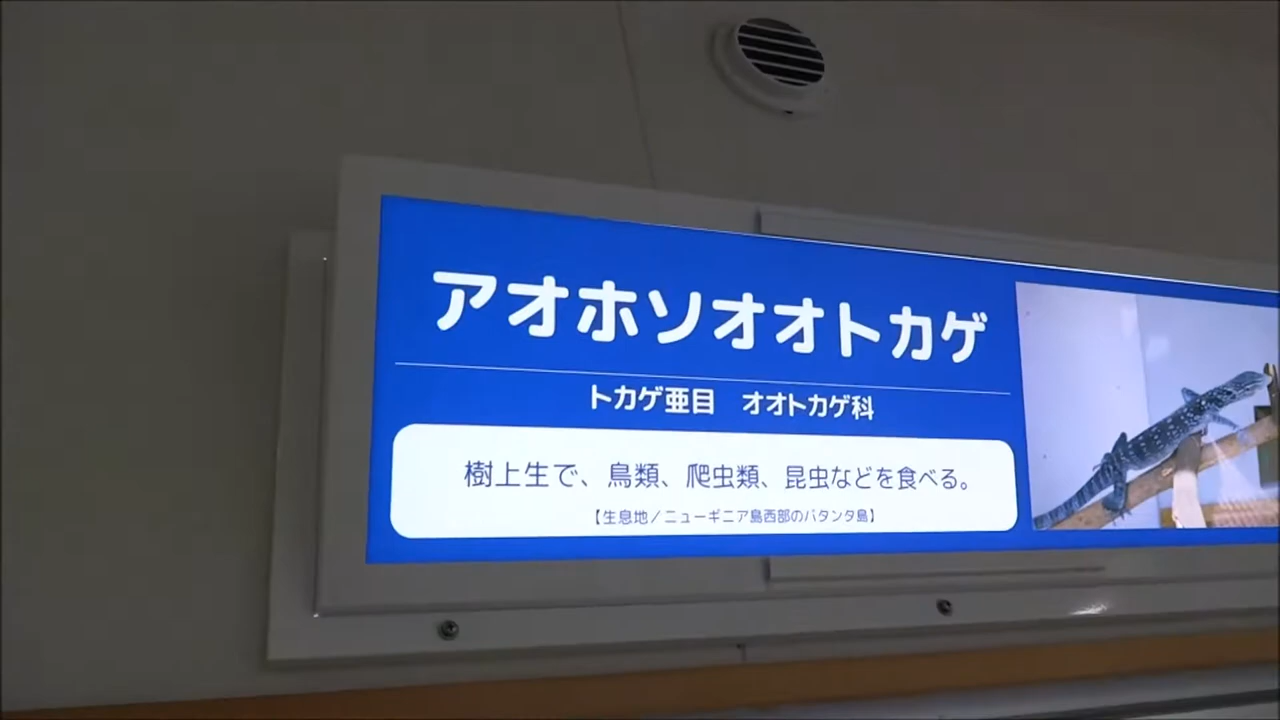 アオホソオオトカゲ
トカゲ亜目　オオトカゲ科
樹上生で、鳥類、爬虫類、昆虫などを食べる。
【生息地／ニューギニア島西部のバタンタ島】